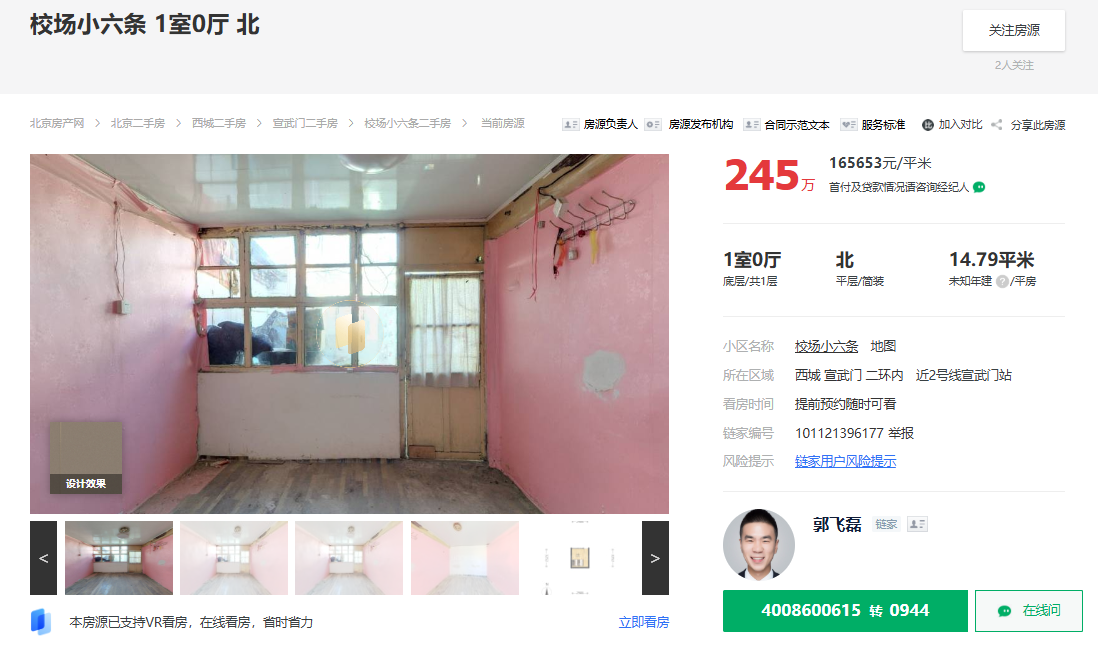 校场小六条 1室0厅 北
关注房源
2人关注
北京房产网 > 北京二手房 > 西城二手房 > 宣武门二手房 > 校场小六条二手房 > 当前房源
房源负责人 房源发布机构 合同示范文本 服务标准 比 加入对比 分享此房源
245万
165653元/平米
首付及贷款情况请咨询经纪人
1室0厅 北 14.79平米
底层/共1层 平层/简装 未知年建 ? /平房
小区名称 校场小六条 地图
所在区域 西城 宣武门 二环内 近2号线宣武门站
看房时间 提前预约随时可看
链家编号 101121396177 举报
风险提示 链家用户风险提示
设计效果
< >
郭飞磊 链家
4008600615 转 0944
在线问
本房源已支持VR看房，在线看房，省时省力
立即看房